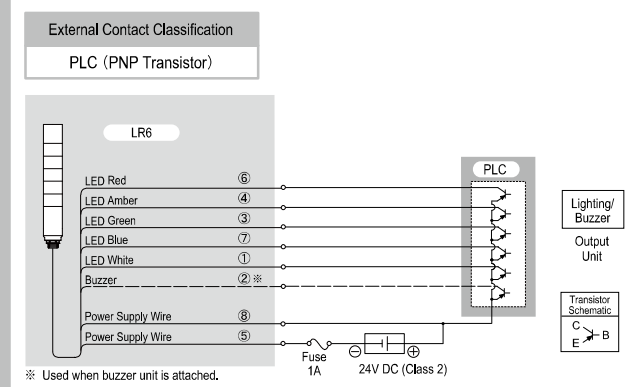 External Contact Classification
PLC (PNP Transistor)
LR6
PLC
LED Red ⑥
LED Amber ④
LED Green ③
LED Blue ⑦
LED White ①
Buzzer ②※
Power Supply Wire ⑧
Power Supply Wire ⑤
Fuse
1A
⊖ ⊕
24V DC (Class 2)
※ Used when buzzer unit is attached.
Lighting/
Buzzer
Output
Unit
Transistor
Schematic
C
B
E